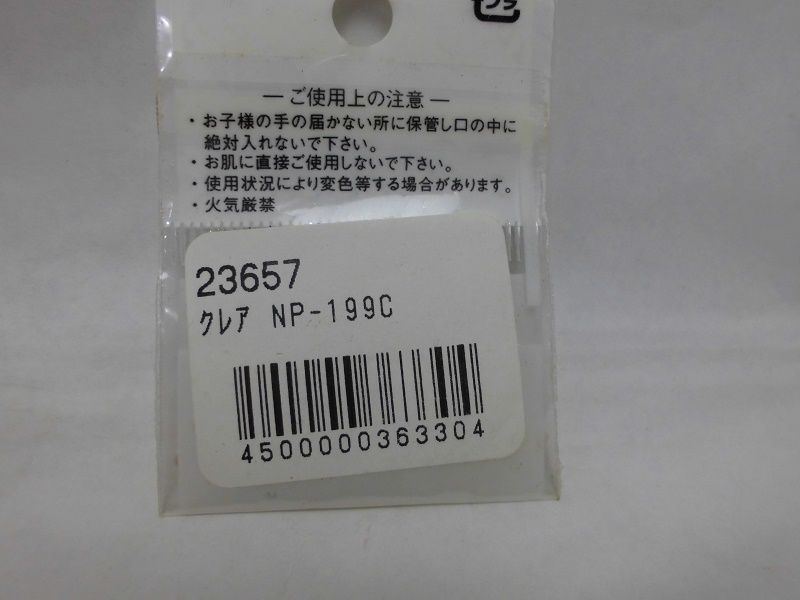 プラ
— ご使用上の注意 —
・お子様の手の届かない所に保管し口の中に
絶対入れないで下さい。
・お肌に直接ご使用しないで下さい。
・使用状況により変色等する場合があります。
・火気厳禁
23657
クレア NP-199C
4500000363304